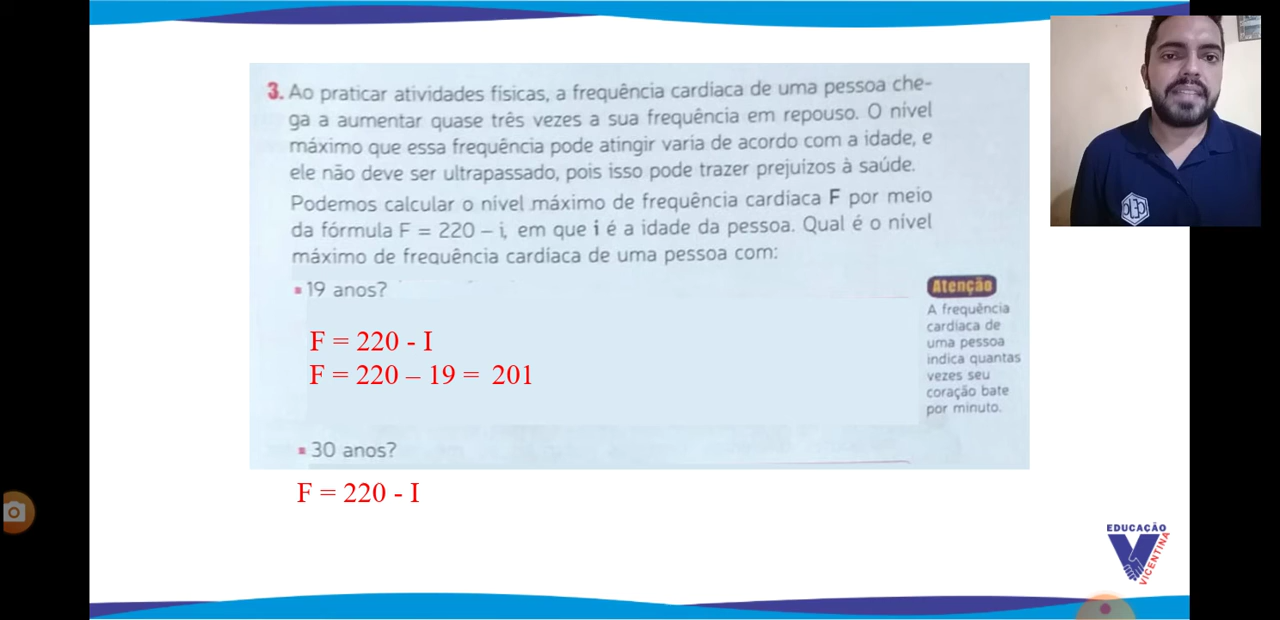 3. Ao praticar atividades físicas, a frequência cardíaca de uma pessoa che-
ga a aumentar quase três vezes a sua frequência em repouso. O nível
máximo que essa frequência pode atingir varia de acordo com a idade, e
ele não deve ser ultrapassado, pois isso pode trazer prejuízos à saúde.
Podemos calcular o nível máximo de frequência cardíaca F por meio
da fórmula F = 220 – i, em que i é a idade da pessoa. Qual é o nível
máximo de frequência cardíaca de uma pessoa com:
19 anos?
F = 220 - I
F = 220 – 19 = 201
Atenção
A frequência
cardíaca de
uma pessoa
indica quantas
vezes seu
coração bate
por minuto.
30 anos?
F = 220 - I
EDUCAÇÃO
VICENTINA